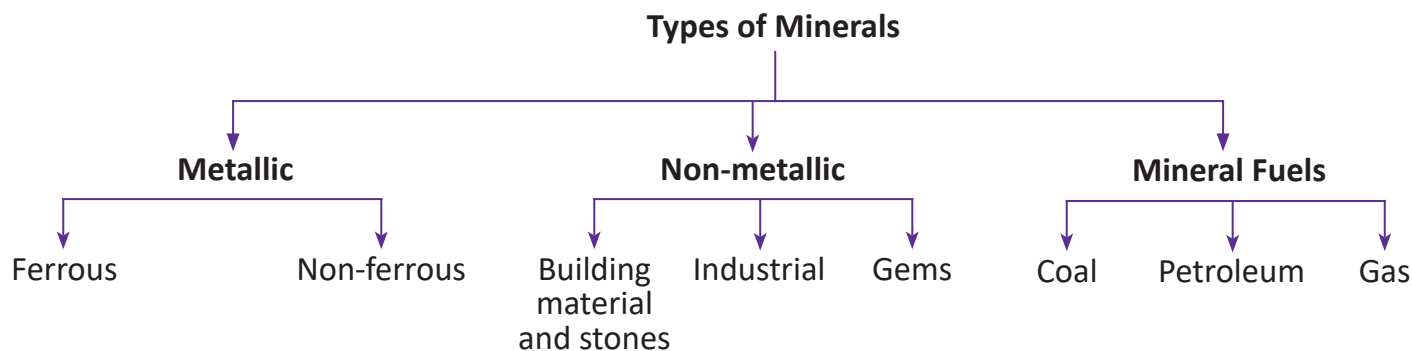 Types of Minerals
Metallic
Non-metallic
Mineral Fuels
Ferrous
Non-ferrous
Building
material
and stones
Industrial
Gems
Coal
Petroleum
Gas